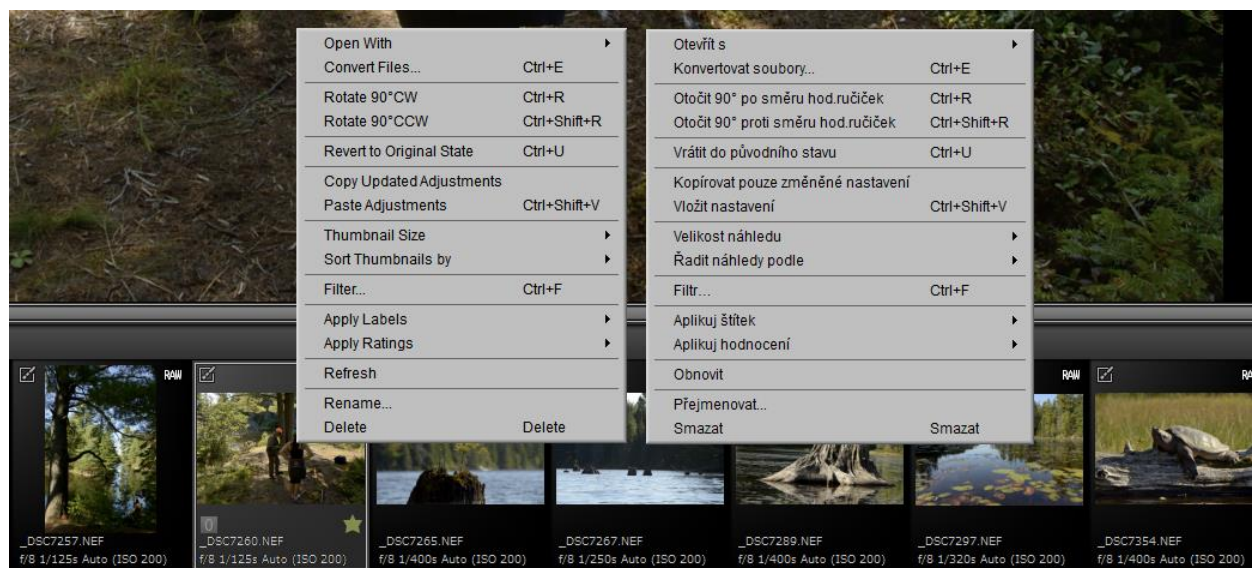 Open With
Convert Files... Ctrl+E
Rotate 90°CW Ctrl+R
Rotate 90°CCW Ctrl+Shift+R
Revert to Original State Ctrl+U
Copy Updated Adjustments
Paste Adjustments Ctrl+Shift+V
Thumbnail Size
Sort Thumbnails by
Filter... Ctrl+F
Apply Labels
Apply Ratings
Refresh
Rename...
Delete Delete
Otevřít s
Konvertovat soubory... Ctrl+E
Otočit 90° po směru hod.ručiček Ctrl+R
Otočit 90° proti směru hod.ručiček Ctrl+Shift+R
Vrátit do původního stavu Ctrl+U
Kopírovat pouze změněné nastavení
Vložit nastavení Ctrl+Shift+V
Velikost náhledu
Řadit náhledy podle
Filtr... Ctrl+F
Aplikuj štítek
Aplikuj hodnocení
Obnovit
Přejmenovat...
Smazat Smazat
RAW
RAW
0
_DSC7257.NEF
f/8 1/125s Auto (ISO 200)
_DSC7260.NEF
f/8 1/125s Auto (ISO 200)
_DSC7265.NEF
f/8 1/400s Auto (ISO 200)
_DSC7267.NEF
f/8 1/250s Auto (ISO 200)
_DSC7289.NEF
f/8 1/400s Auto (ISO 200)
_DSC7297.NEF
f/8 1/320s Auto (ISO 200)
_DSC7354.NEF
f/8 1/400s Auto (ISO 200)